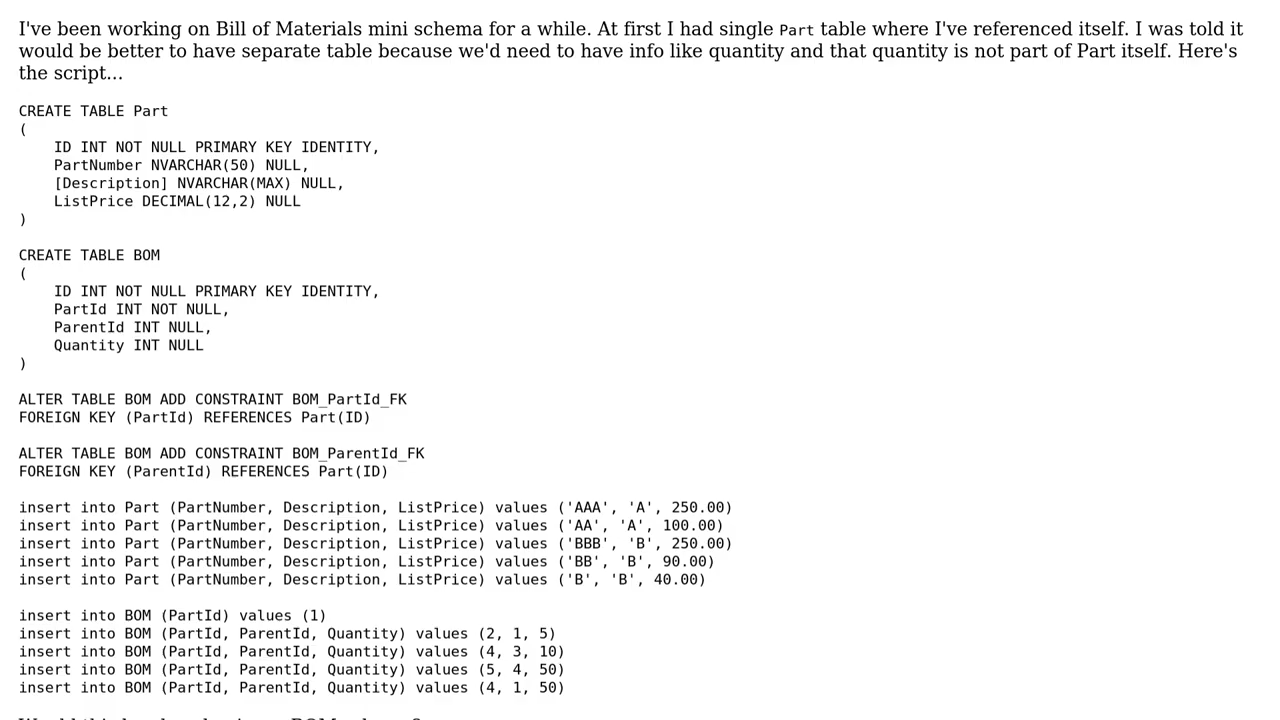 I've been working on Bill of Materials mini schema for a while. At first I had single Part table where I've referenced itself. I was told it
would be better to have separate table because we'd need to have info like quantity and that quantity is not part of Part itself. Here's
the script...
CREATE TABLE Part
(
    ID INT NOT NULL PRIMARY KEY IDENTITY,
    PartNumber NVARCHAR(50) NULL,
    [Description] NVARCHAR(MAX) NULL,
    ListPrice DECIMAL(12,2) NULL
)
CREATE TABLE BOM
(
    ID INT NOT NULL PRIMARY KEY IDENTITY,
    PartId INT NOT NULL,
    ParentId INT NULL,
    Quantity INT NULL
)
ALTER TABLE BOM ADD CONSTRAINT BOM_PartId_FK
FOREIGN KEY (PartId) REFERENCES Part(ID)
ALTER TABLE BOM ADD CONSTRAINT BOM_ParentId_FK
FOREIGN KEY (ParentId) REFERENCES Part(ID)
insert into Part (PartNumber, Description, ListPrice) values ('AAA', 'A', 250.00)
insert into Part (PartNumber, Description, ListPrice) values ('AA', 'A', 100.00)
insert into Part (PartNumber, Description, ListPrice) values ('BBB', 'B', 250.00)
insert into Part (PartNumber, Description, ListPrice) values ('BB', 'B', 90.00)
insert into Part (PartNumber, Description, ListPrice) values ('B', 'B', 40.00)
insert into BOM (PartId) values (1)
insert into BOM (PartId, ParentId, Quantity) values (2, 1, 5)
insert into BOM (PartId, ParentId, Quantity) values (4, 3, 10)
insert into BOM (PartId, ParentId, Quantity) values (5, 4, 50)
insert into BOM (PartId, ParentId, Quantity) values (4, 1, 50)